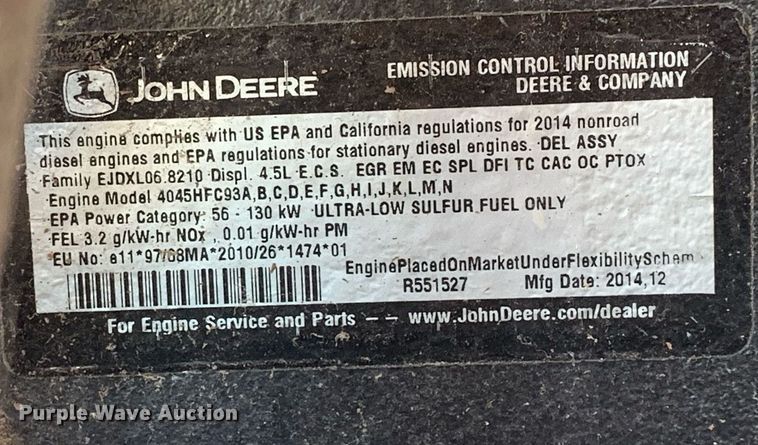 JOHN DEERE
EMISSION CONTROL INFORMATION
DEERE & COMPANY
This engine complies with US EPA and California regulations for 2014 nonroad
diesel engines and EPA regulations for stationary diesel engines. DEL ASSY
Family EJDXL06.8210 Displ. 4.5L E.C.S. EGR EM EC SPL DFI TC CAC OC PTOX
Engine Model 4045HFC93A,B,C,D,E,F,G,H,I,J,K,L,M,N
EPA Power Category: 56 - 130 kW ULTRA-LOW SULFUR FUEL ONLY
FEL 3.2 g/kW-hr NOx , 0.01 g/kW-hr PM
EU No: e11*97/68MA*2010/26*1474*01
EnginePlacedOnMarketUnderFlexibilitySchem
R551527 Mfg Date: 2014,12
For Engine Service and Parts -- www.JohnDeere.com/dealer
Purple Wave Auction